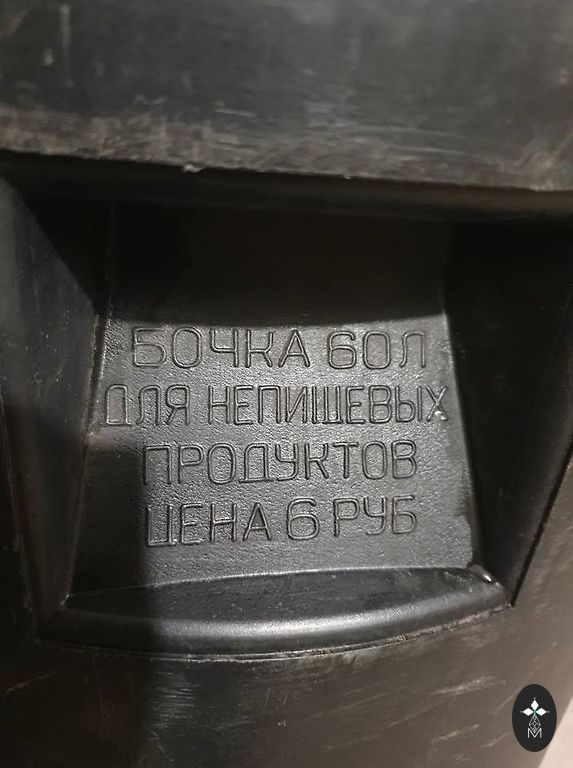 БОЧКА 60Л
ДЛЯ НЕПИЩЕВЫХ
ПРОДУКТОВ
ЦЕНА 6 РУБ